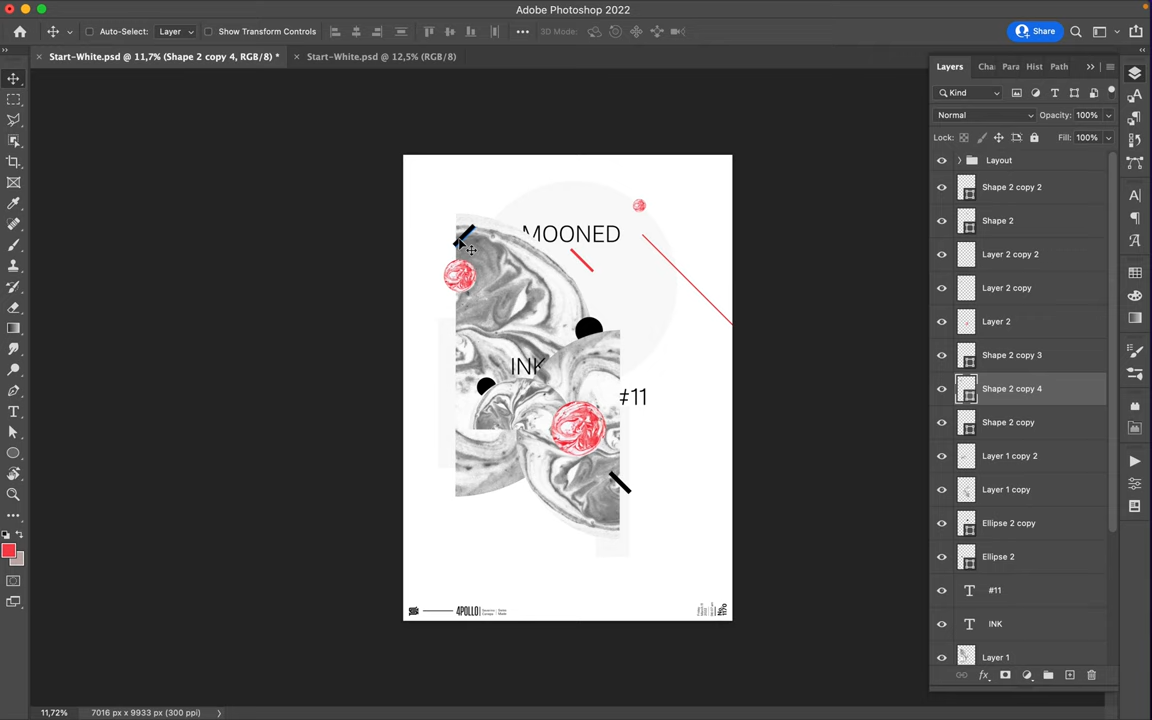 Adobe Photoshop 2022
Auto-Select: Layer
Show Transform Controls
3D Mode:
Share
Start-White.psd @ 11,7% (Shape 2 copy 4, RGB/8) *
Start-White.psd @ 12,5% (RGB/8)
Layers
Cha
Para
Hist
Path
Kind
Normal
Opacity: 100%
Lock:
Fill: 100%
Layout
Shape 2 copy 2
Shape 2
Layer 2 copy 2
Layer 2 copy
Layer 2
Shape 2 copy 3
Shape 2 copy 4
Shape 2 copy
Layer 1 copy 2
Layer 1 copy
Ellipse 2 copy
Ellipse 2
#11
INK
Layer 1
MOONED
INK
#11
4POLLO
No.
1170
11,72%
7016 px x 9933 px (300 ppi)